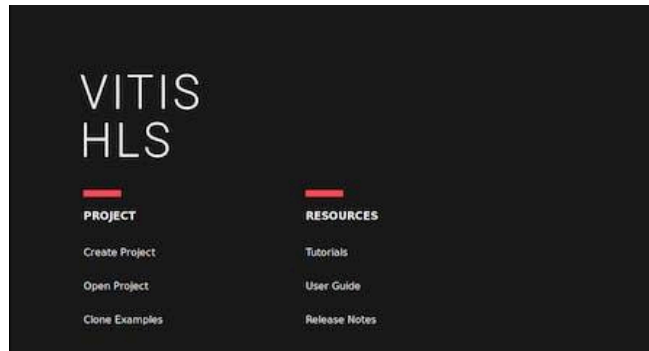 VITIS
HLS
PROJECT
Create Project
Open Project
Clone Examples
RESOURCES
Tutorials
User Guide
Release Notes